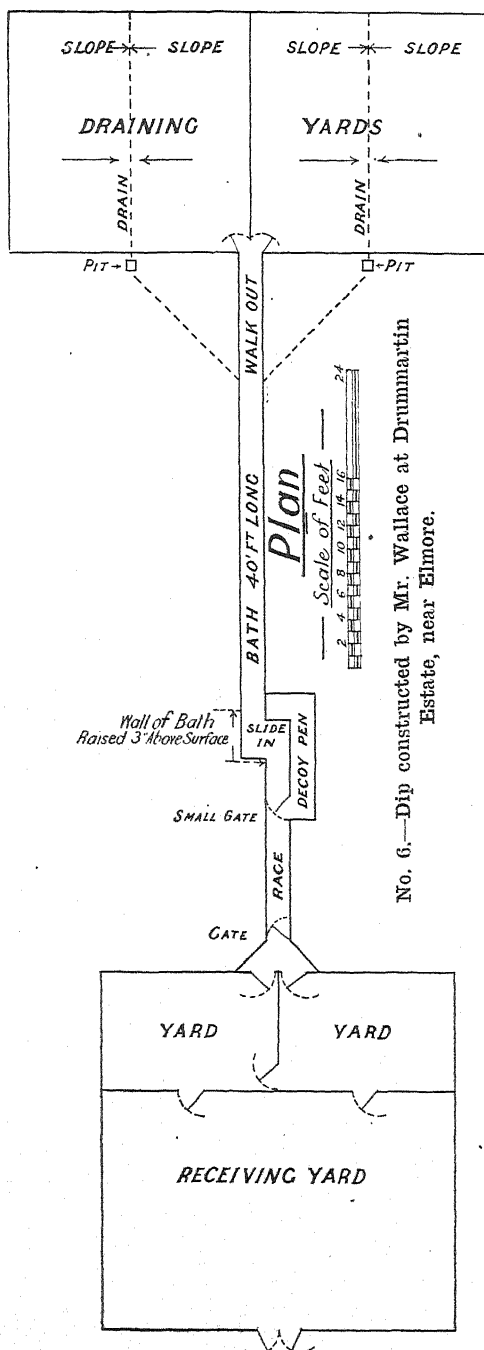 SLOPE SLOPE
SLOPE SLOPE
DRAINING YARDS
DRAIN
DRAIN
PIT
PIT
WALK OUT
BATH 40' FT LONG
Plan
Scale of Feet
2 4 6 8 10 12 14 16 24
No. 6.—Dip constructed by Mr. Wallace at Drummartin
Estate, near Elmore.
Wall of Bath
Raised 3" Above Surface
SLIDE
IN
DECOY PEN
SMALL GATE
RACE
GATE
YARD
YARD
RECEIVING YARD